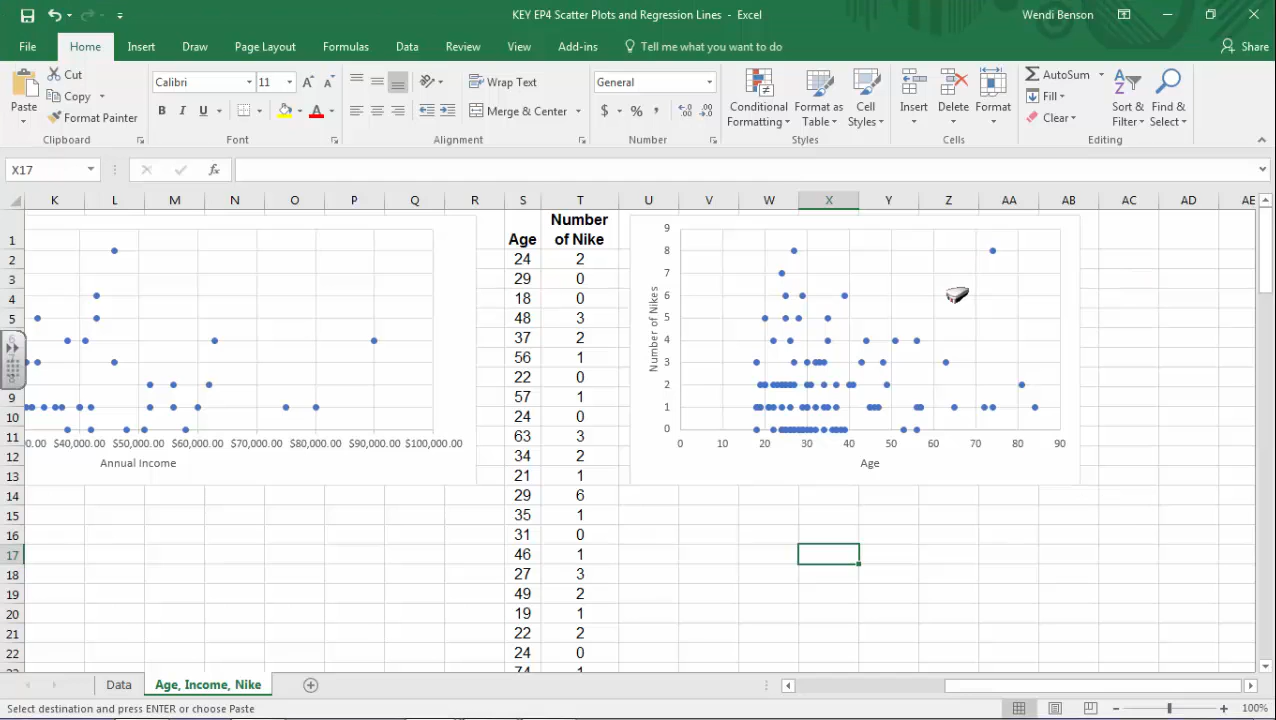 KEY EP4 Scatter Plots and Regression Lines - Excel
Wendi Benson
File Home Insert Draw Page Layout Formulas Data Review View Add-ins Tell me what you want to do Share
Paste
Cut
Copy
Format Painter
Clipboard
Calibri 11
B I U
Font
Wrap Text
Merge & Center
Alignment
General
$ % ,
Number
Conditional Formatting
Format as Table
Cell Styles
Styles
Insert
Delete
Format
Cells
AutoSum
Fill
Clear
Sort & Filter
Find & Select
Editing
X17
fx
K L M N O P Q R S T U V W X Y Z AA AB AC AD AE
1 Age Number of Nike
2 24 2
3 29 0
4 18 0
5 48 3
37 2
56 1
22 0
9 57 1
10 24 0
11 63 3
12 34 2
13 21 1
14 29 6
15 35 1
16 31 0
17 46 1
18 27 3
19 49 2
20 19 1
21 22 2
22 24 0
74 1
$40,000.00 $50,000.00 $60,000.00 $70,000.00 $80,000.00 $90,000.00 $100,000.00
Annual Income
Number of Nikes
9
8
7
6
5
4
3
2
1
0
0 10 20 30 40 50 60 70 80 90
Age
Data Age, Income, Nike
Select destination and press ENTER or choose Paste
100%